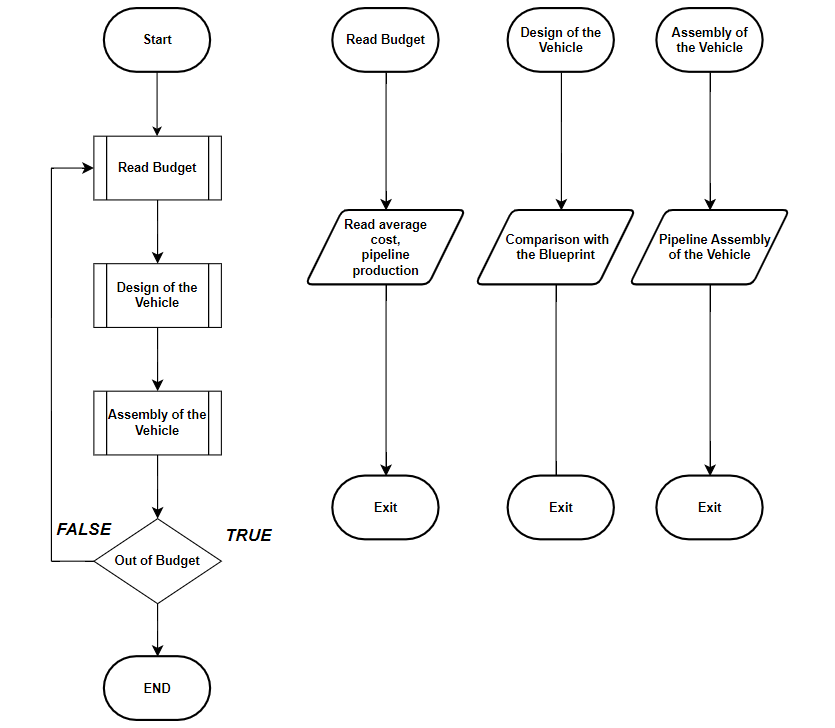 Start
Read Budget
Design of the
Vehicle
Assembly of the
Vehicle
FALSE
TRUE
Out of Budget
END
Read Budget
Read average
cost,
pipeline
production
Exit
Design of the
Vehicle
Comparison with
the Blueprint
Exit
Assembly of
the Vehicle
Pipeline Assembly
of the Vehicle
Exit